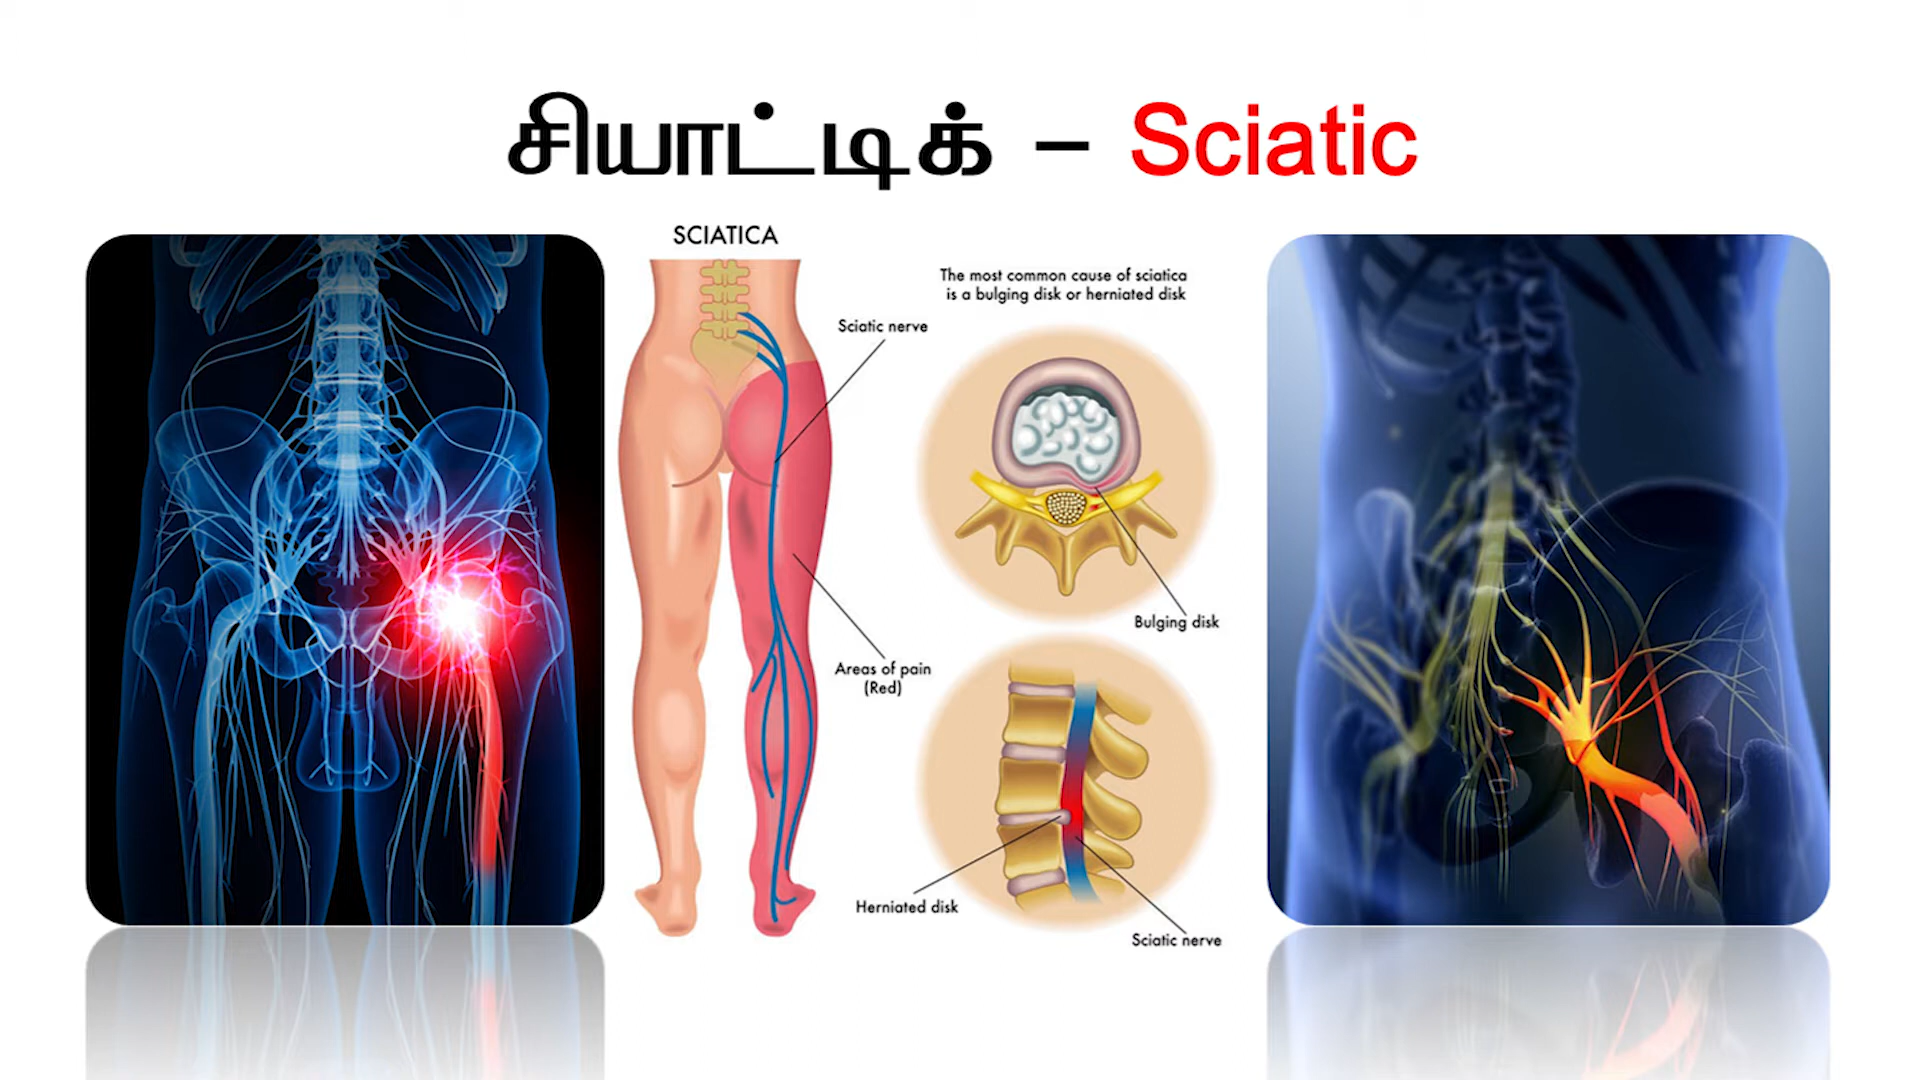 சியாட்டிக் – Sciatic
SCIATICA
The most common cause of sciatica
is a bulging disk or herniated disk
Sciatic nerve
Bulging disk
Areas of pain
(Red)
Herniated disk
Sciatic nerve